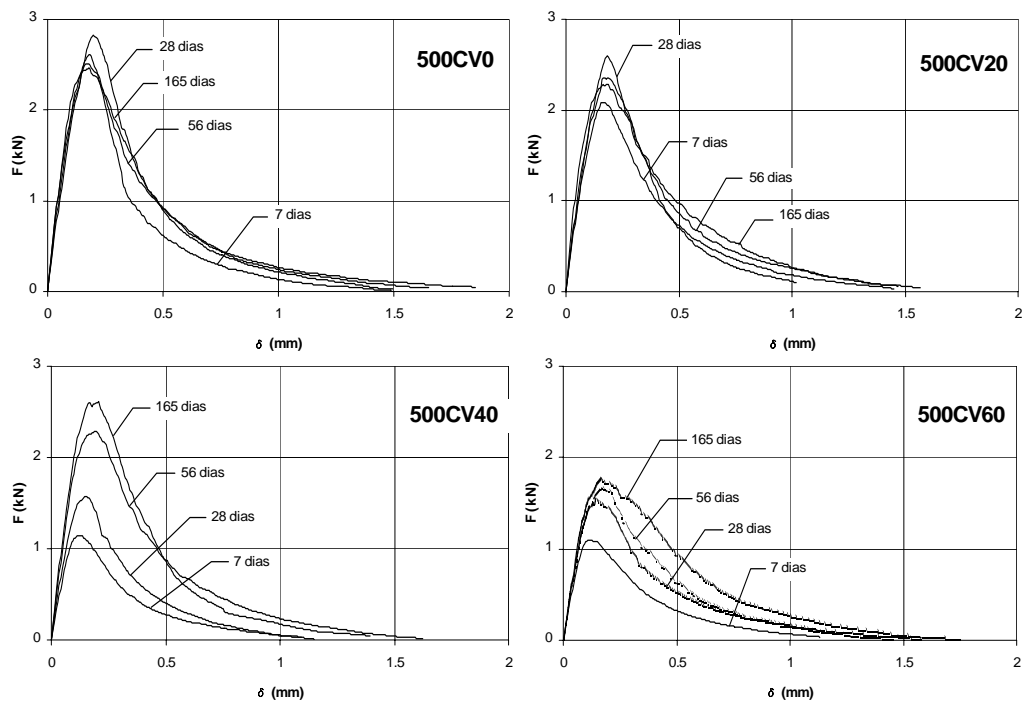 500CV0
F (kN)
3
2
1
0
28 dias
165 dias
56 dias
7 dias
0 0.5 1 1.5 2
δ (mm)
500CV20
F (kN)
3
2
1
0
28 dias
7 dias
56 dias
165 dias
0 0.5 1 1.5 2
δ (mm)
500CV40
F (kN)
3
2
1
0
165 dias
56 dias
28 dias
7 dias
0 0.5 1 1.5 2
δ (mm)
500CV60
F (kN)
3
2
1
0
165 dias
56 dias
28 dias
7 dias
0 0.5 1 1.5 2
δ (mm)